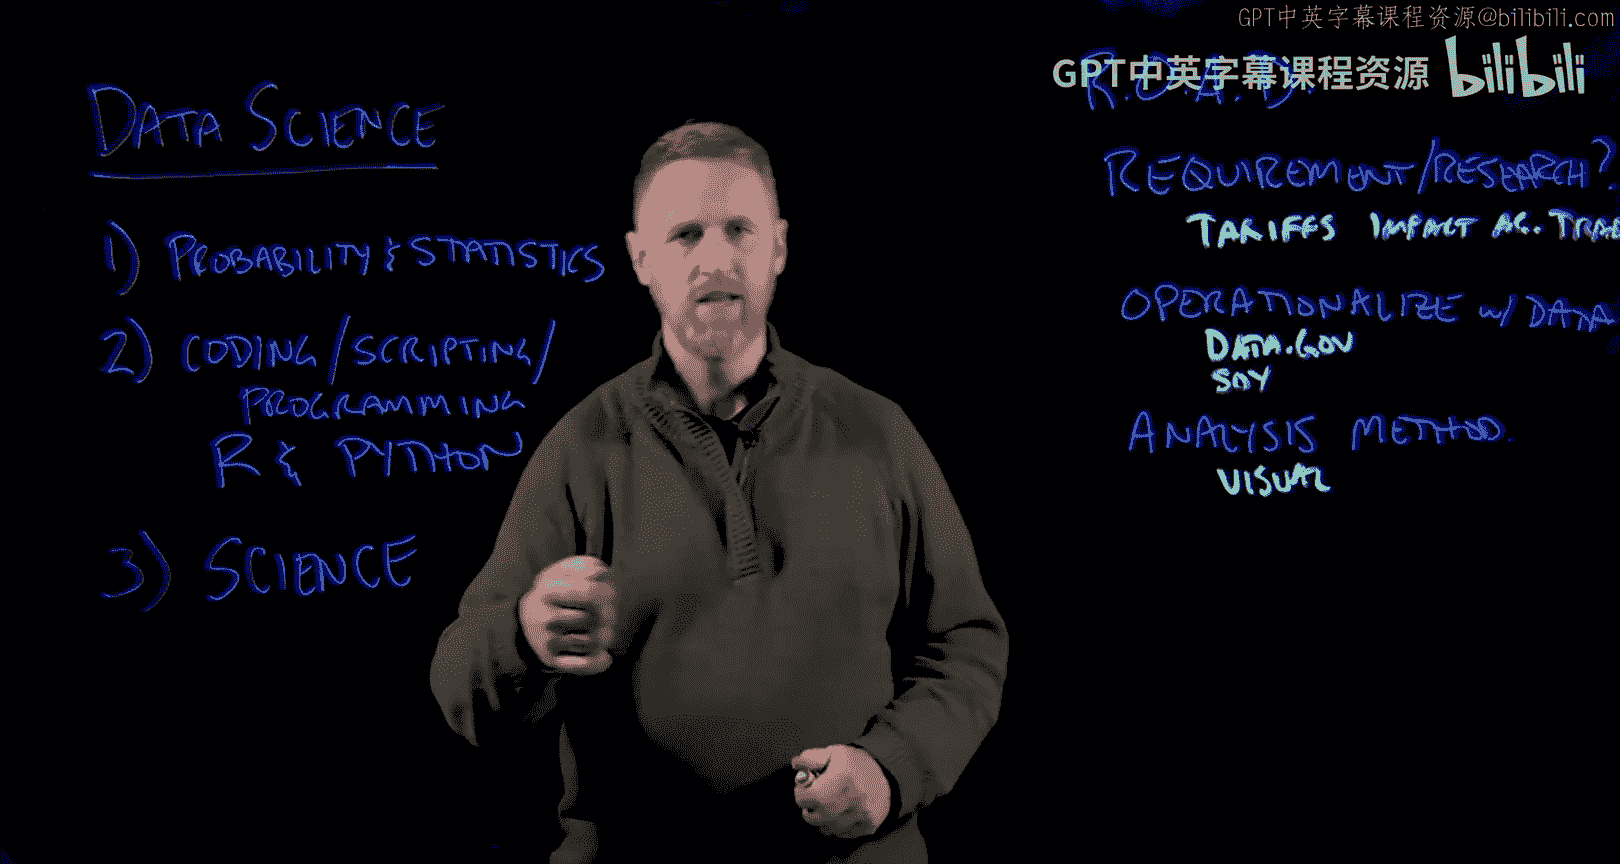 GPT中英字幕课程资源@bilibili.com
GPT中英字幕课程资源 bilibili
DATA SCIENCE
1) PROBABILITY & STATISTICS
2) CODING/SCRIPTING/
PROGRAMMING
R & PYTHON
3) SCIENCE
R.O.A.D.
REQUIREMENT/RESEARCH?
TARIFFS IMPACT AG. TRAD
OPERATIONALIZE w/ DATA
DATA.GOV
SOY
ANALYSIS METHOD.
VISUAL